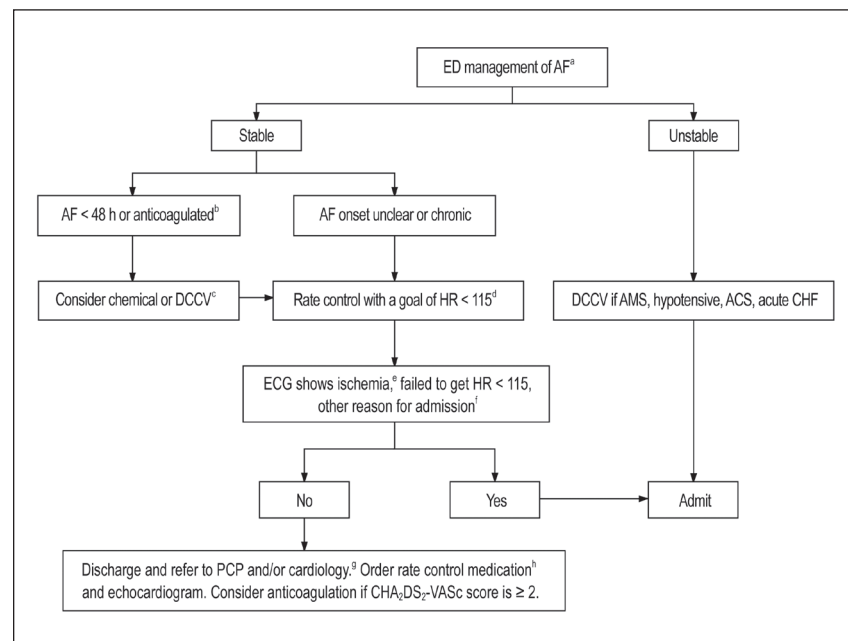 ED management of AFᵃ
Stable
Unstable
AF < 48 h or anticoagulatedᵇ
AF onset unclear or chronic
Consider chemical or DCCVᶜ
Rate control with a goal of HR < 115ᵈ
DCCV if AMS, hypotensive, ACS, acute CHF
ECG shows ischemia,ᵉ failed to get HR < 115,
other reason for admissionᶠ
No
Yes
Admit
Discharge and refer to PCP and/or cardiology.ᵍ Order rate control medicationʰ
and echocardiogram. Consider anticoagulation if CHA₂DS₂-VASc score is ≥ 2.